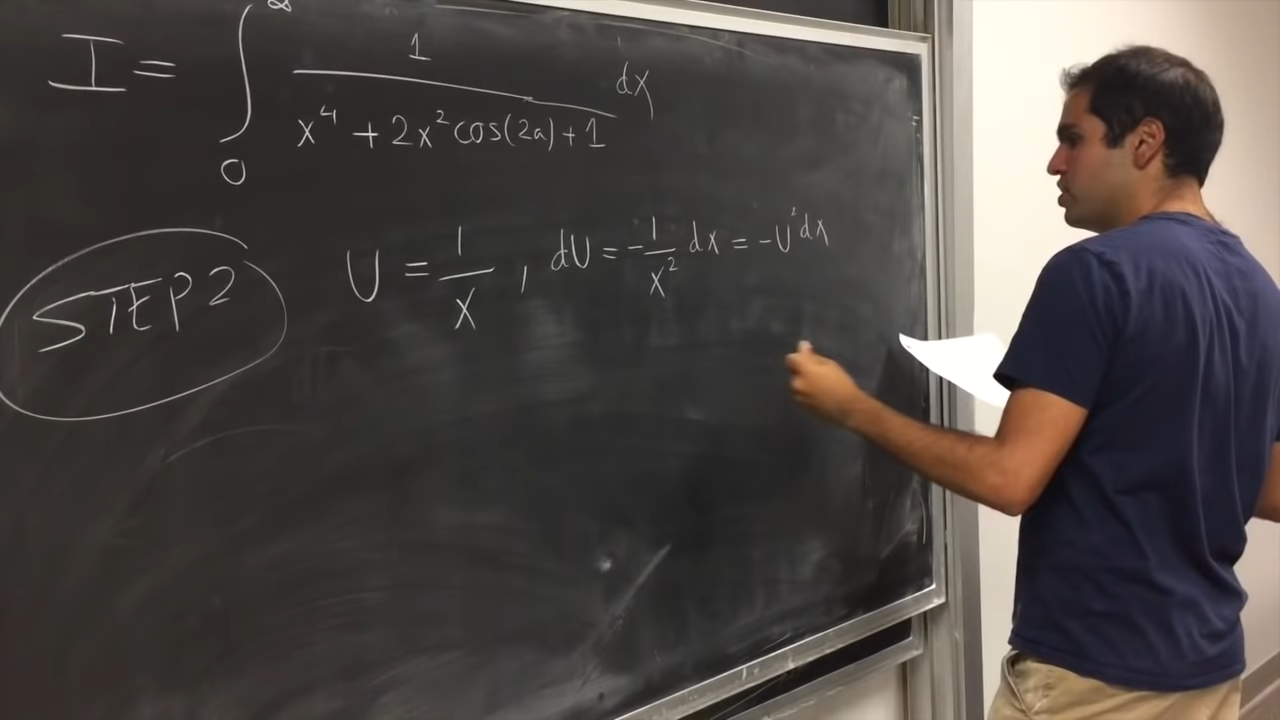 I = ∫₀^∞ 1/(x⁴ + 2x² cos(2a) + 1) dx
STEP 2
U = 1/x , dU = -1/x² dx = -U² dx